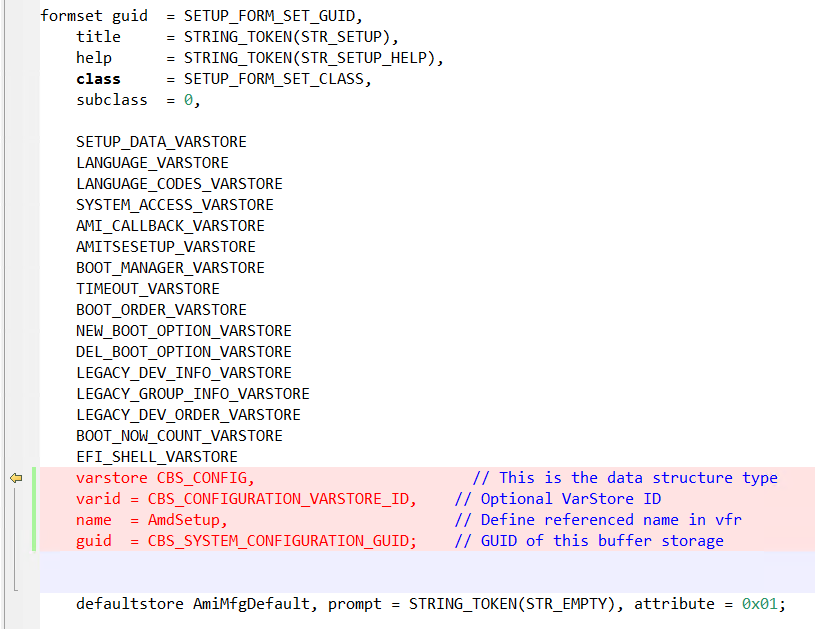 formset guid  = SETUP_FORM_SET_GUID,
    title     = STRING_TOKEN(STR_SETUP),
    help      = STRING_TOKEN(STR_SETUP_HELP),
    class     = SETUP_FORM_SET_CLASS,
    subclass  = 0,

    SETUP_DATA_VARSTORE
    LANGUAGE_VARSTORE
    LANGUAGE_CODES_VARSTORE
    SYSTEM_ACCESS_VARSTORE
    AMI_CALLBACK_VARSTORE
    AMITSESETUP_VARSTORE
    BOOT_MANAGER_VARSTORE
    TIMEOUT_VARSTORE
    BOOT_ORDER_VARSTORE
    NEW_BOOT_OPTION_VARSTORE
    DEL_BOOT_OPTION_VARSTORE
    LEGACY_DEV_INFO_VARSTORE
    LEGACY_GROUP_INFO_VARSTORE
    LEGACY_DEV_ORDER_VARSTORE
    BOOT_NOW_COUNT_VARSTORE
    EFI_SHELL_VARSTORE
    varstore CBS_CONFIG,                        // This is the data structure type
    varid = CBS_CONFIGURATION_VARSTORE_ID,    // Optional VarStore ID
    name  = AmdSetup,                         // Define referenced name in vfr
    guid  = CBS_SYSTEM_CONFIGURATION_GUID;    // GUID of this buffer storage

    defaultstore AmiMfgDefault, prompt = STRING_TOKEN(STR_EMPTY), attribute = 0x01;